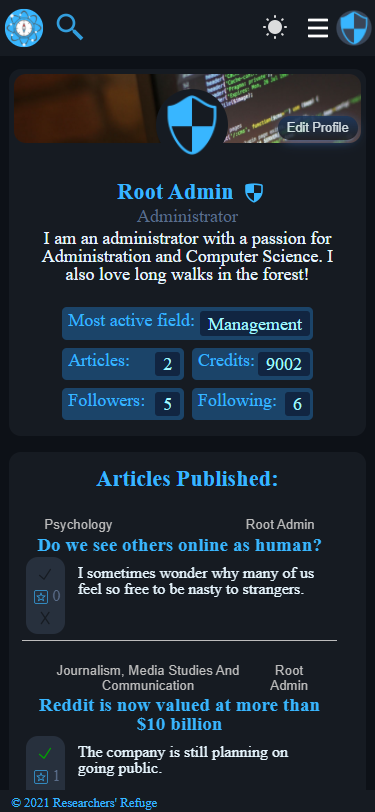 Edit Profile
Root Admin
Administrator
I am an administrator with a passion for
Administration and Computer Science. I
also love long walks in the forest!
Most active field: Management
Articles: 2 Credits: 9002
Followers: 5 Following: 6
Articles Published:
Psychology Root Admin
Do we see others online as human?
I sometimes wonder why many of us
feel so free to be nasty to strangers.
0
X
Journalism, Media Studies And Root
Communication Admin
Reddit is now valued at more than
$10 billion
The company is still planning on
going public.
1
© 2021 Researchers' Refuge